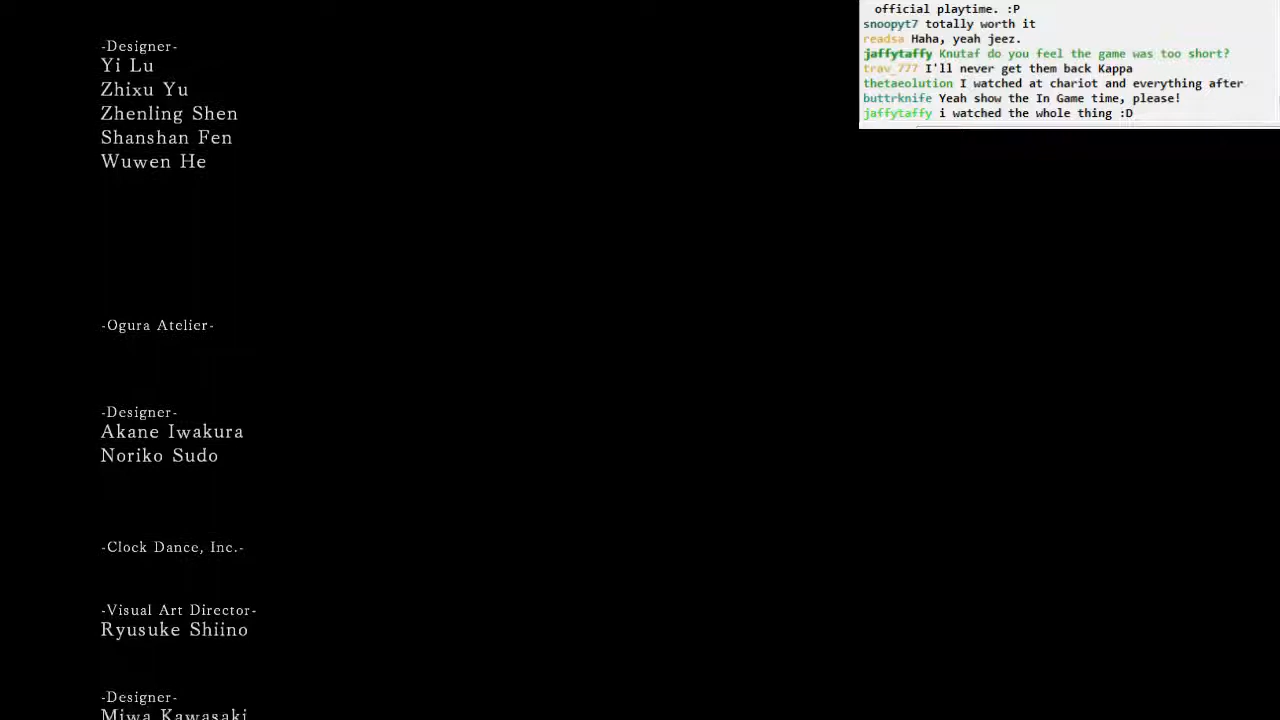 -Designer-
Yi Lu
Zhixu Yu
Zhenling Shen
Shanshan Fen
Wuwen He
-Ogura Atelier-
-Designer-
Akane Iwakura
Noriko Sudo
-Clock Dance, Inc.-
-Visual Art Director-
Ryusuke Shiino
-Designer-
Miwa Kawasaki
official playtime. :P
snoopyt7 totally worth it
readsa Haha, yeah jeez.
jaffytaffy Knutaf do you feel the game was too short?
trav_777 I'll never get them back Kappa
thetaeolution I watched at chariot and everything after
buttrknife Yeah show the In Game time, please!
jaffytaffy i watched the whole thing :D